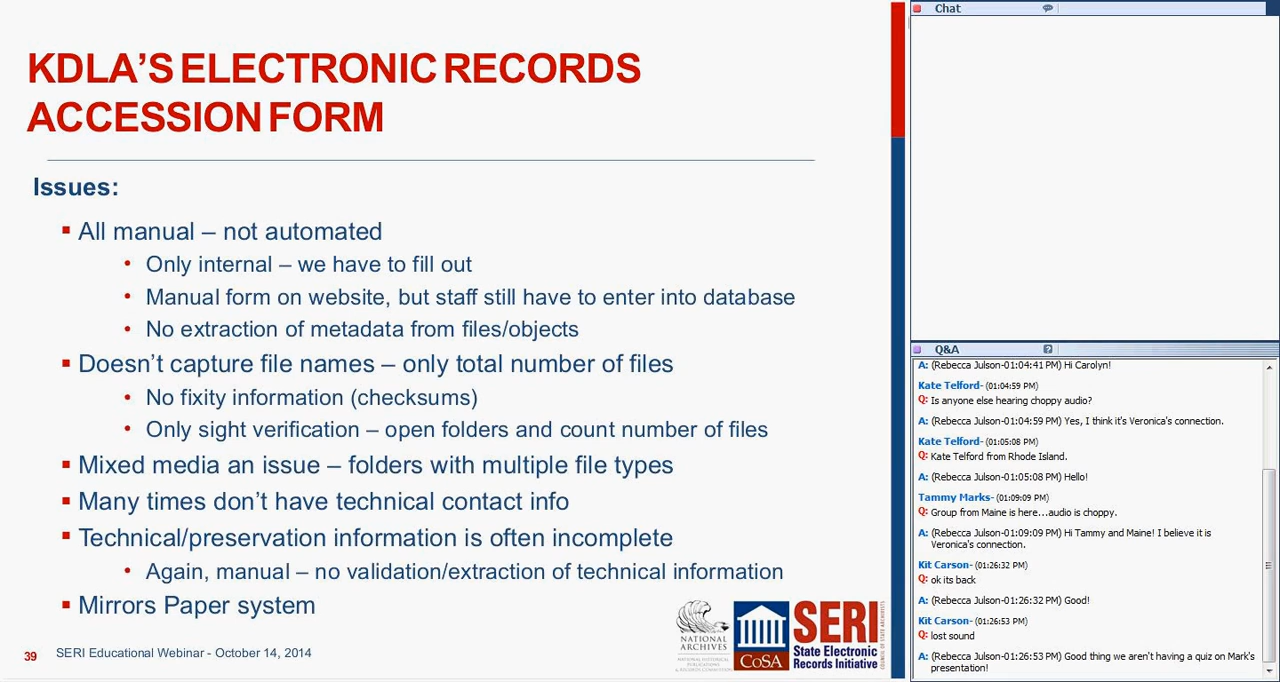 KDLA'S ELECTRONIC RECORDS
ACCESSION FORM
Issues:
▪ All manual – not automated
• Only internal – we have to fill out
• Manual form on website, but staff still have to enter into database
• No extraction of metadata from files/objects
▪ Doesn't capture file names – only total number of files
• No fixity information (checksums)
• Only sight verification – open folders and count number of files
▪ Mixed media an issue – folders with multiple file types
▪ Many times don't have technical contact info
▪ Technical/preservation information is often incomplete
• Again, manual – no validation/extraction of technical information
▪ Mirrors Paper system
39
SERI Educational Webinar - October 14, 2014
NATIONAL
ARCHIVES
CoSA
SERI
State Electronic
Records Initiative
COUNCIL OF STATE ARCHIVISTS
Chat
Q&A
A: (Rebecca Julson-01:04:41 PM) Hi Carolyn!
Kate Telford- (01:04:59 PM)
Q: Is anyone else hearing choppy audio?
A: (Rebecca Julson-01:04:59 PM) Yes, I think it's Veronica's connection.
Kate Telford- (01:05:08 PM)
Q: Kate Telford from Rhode Island.
A: (Rebecca Julson-01:05:08 PM) Hello!
Tammy Marks- (01:09:09 PM)
Q: Group from Maine is here...audio is choppy.
A: (Rebecca Julson-01:09:09 PM) Hi Tammy and Maine! I believe it is
Veronica's connection.
Kit Carson- (01:26:32 PM)
Q: ok its back
A: (Rebecca Julson-01:26:32 PM) Good!
Kit Carson- (01:26:53 PM)
Q: lost sound
A: (Rebecca Julson-01:26:53 PM) Good thing we aren't having a quiz on Mark's
presentation!